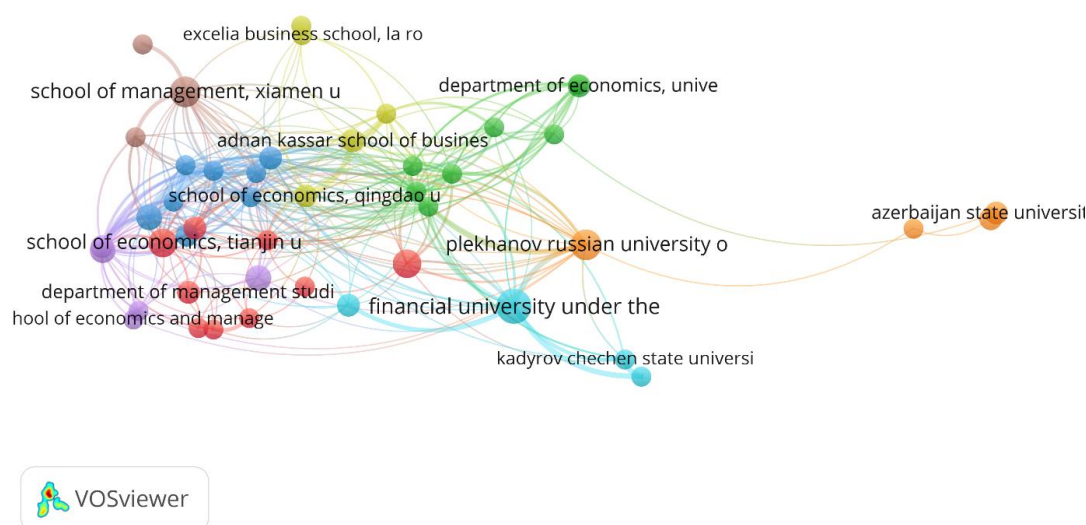 excelia business school, la ro
school of management, xiamen u
department of economics, unive
adnan kassar school of busines
school of economics, qingdao u
azerbaijan state universit
school of economics, tianjin u
plekhanov russian university o
department of management studi
financial university under the
hool of economics and manage
kadyrov chechen state universi
VOSviewer